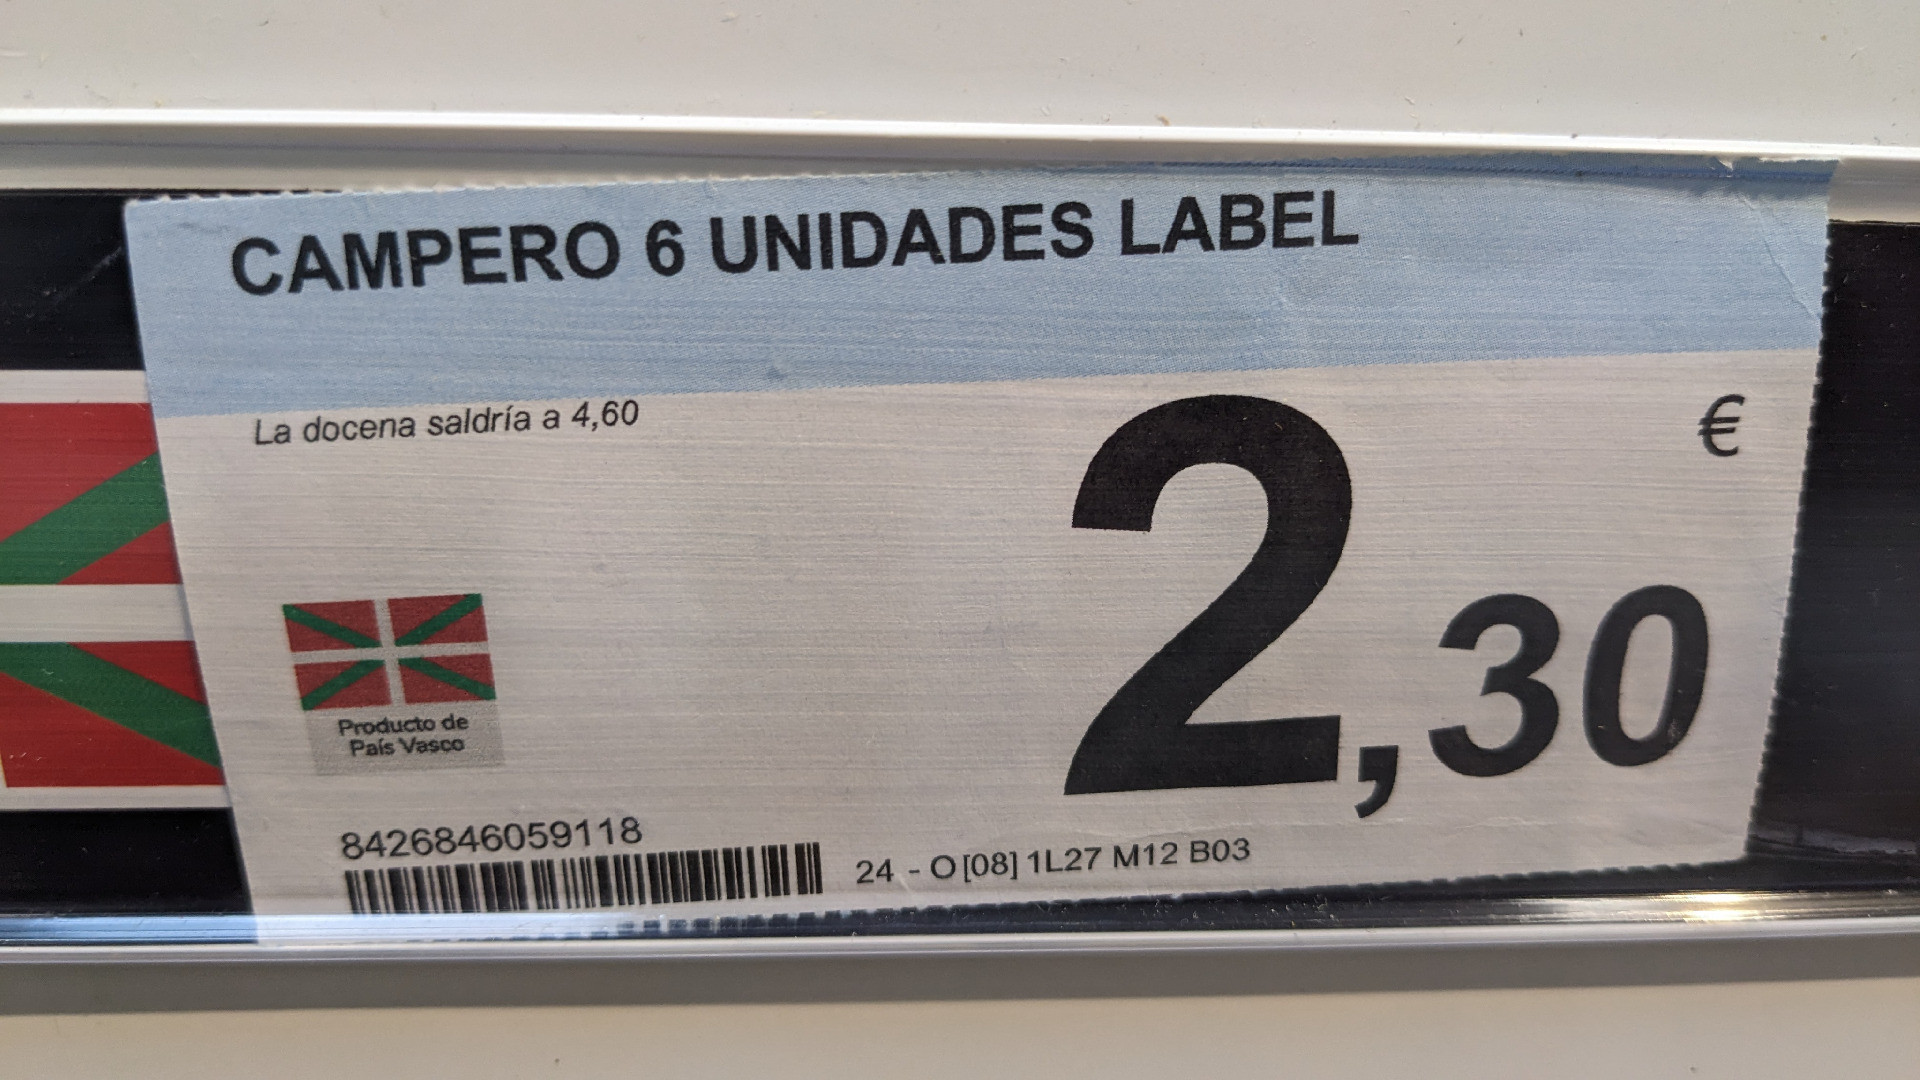 CAMPERO 6 UNIDADES LABEL
La docena saldría a 4,60
€
2,30
Producto de
País Vasco
8426846059118
24 - O [08] 1L27 M12 B03